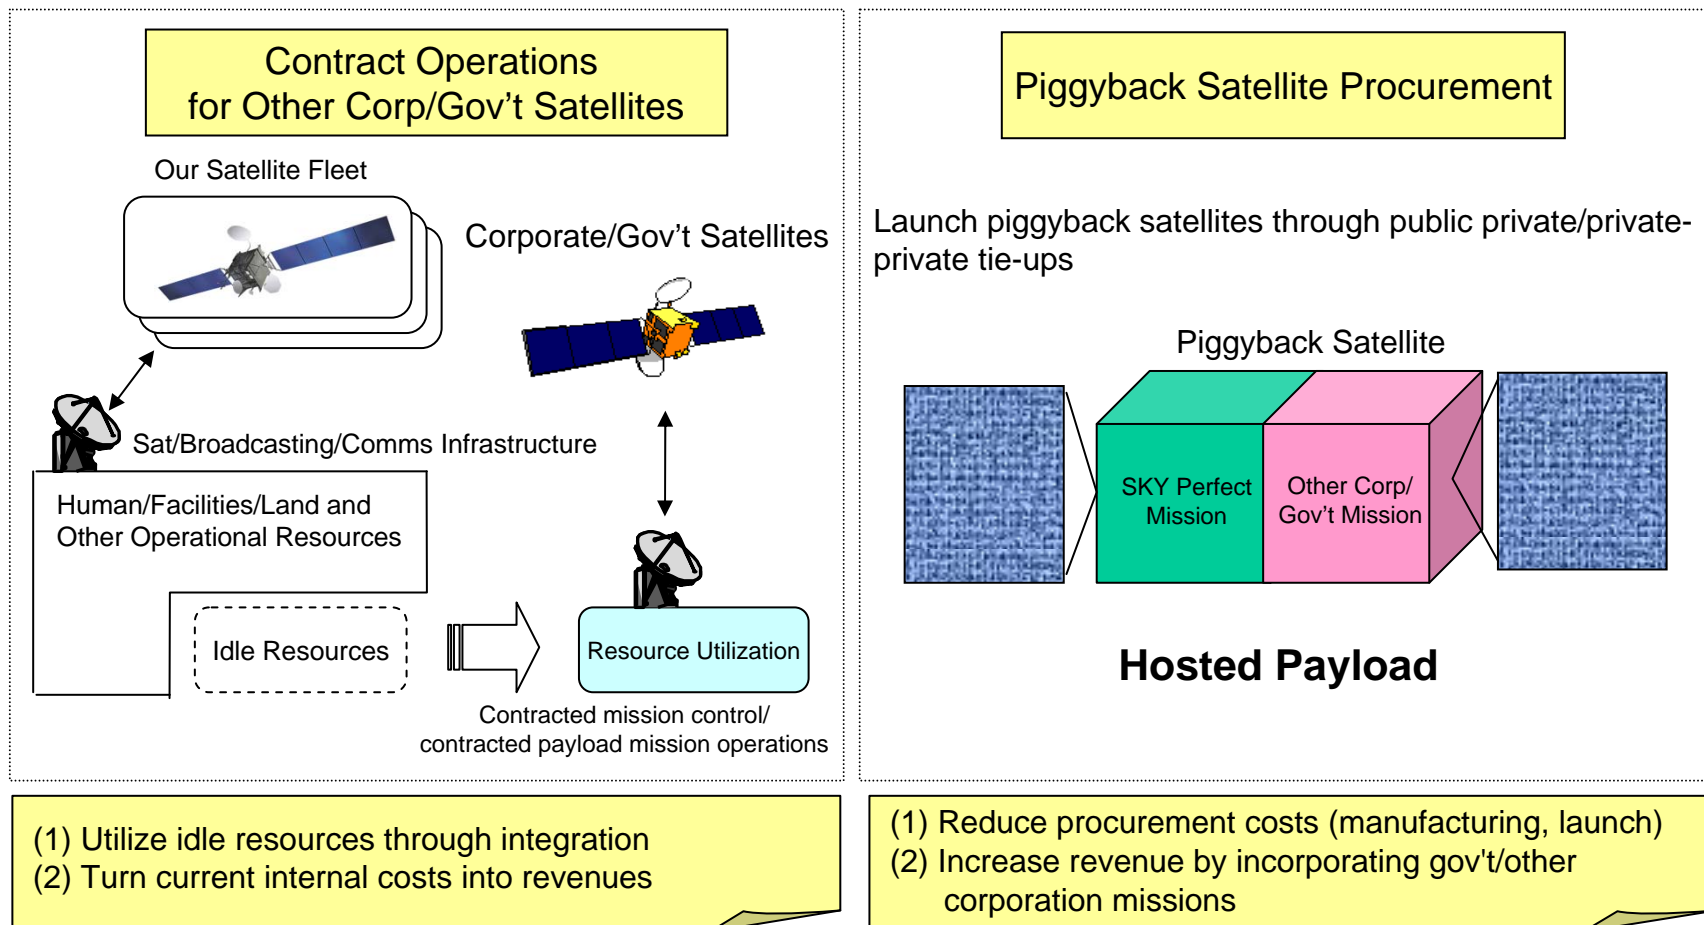 Contract Operations
for Other Corp/Gov't Satellites
Our Satellite Fleet
Corporate/Gov't Satellites
Sat/Broadcasting/Comms Infrastructure
Human/Facilities/Land and
Other Operational Resources
Idle Resources
Resource Utilization
Contracted mission control/
contracted payload mission operations
(1) Utilize idle resources through integration
(2) Turn current internal costs into revenues
Piggyback Satellite Procurement
Launch piggyback satellites through public private/private-
private tie-ups
Piggyback Satellite
SKY Perfect
Mission
Other Corp/
Gov't Mission
Hosted Payload
(1) Reduce procurement costs (manufacturing, launch)
(2) Increase revenue by incorporating gov't/other
corporation missions